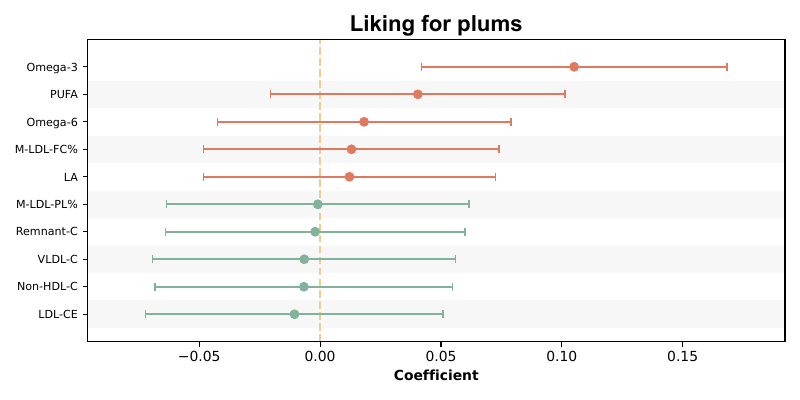 Liking for plums
Omega-3
PUFA
Omega-6
M-LDL-FC%
LA
M-LDL-PL%
Remnant-C
VLDL-C
Non-HDL-C
LDL-CE
−0.05 0.00 0.05 0.10 0.15
Coefficient